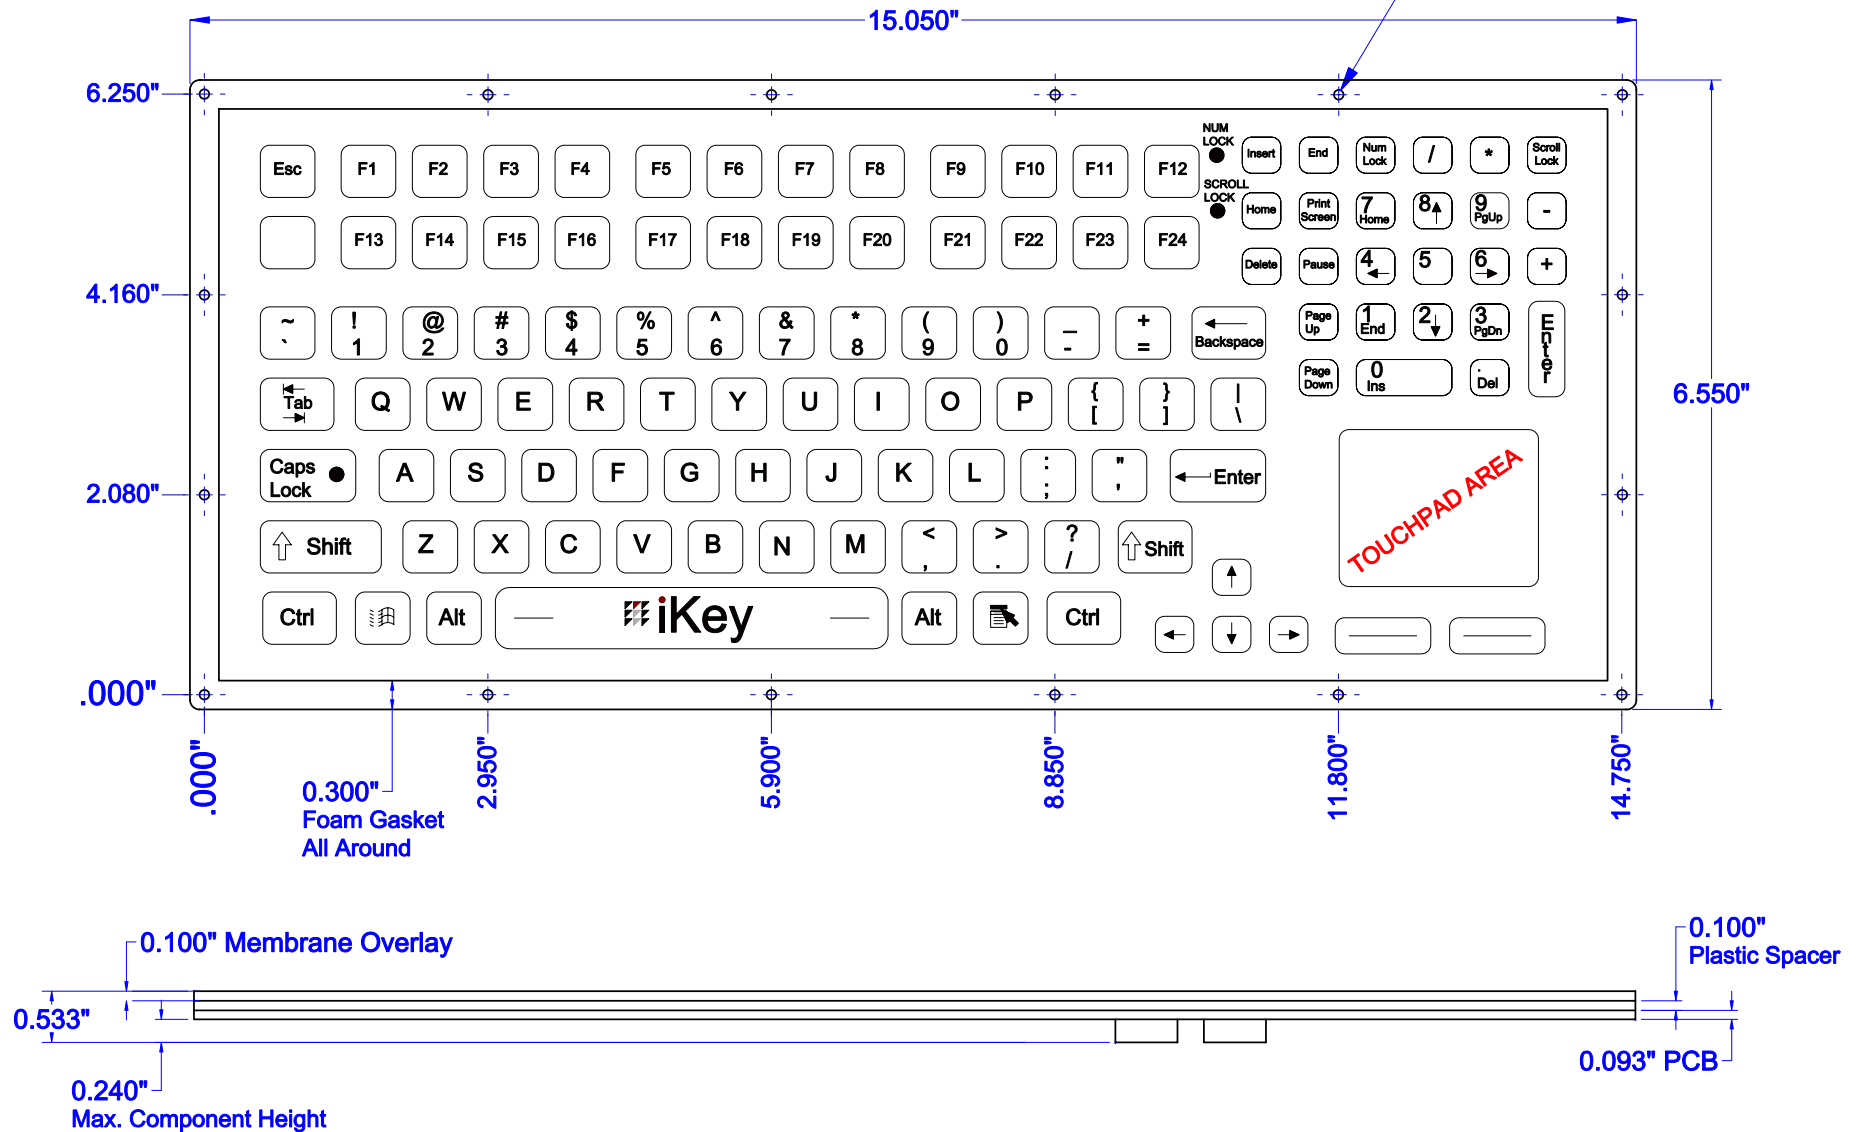 15.050"
6.250"
NUM
LOCK
Esc F1 F2 F3 F4 F5 F6 F7 F8 F9 F10 F11 F12
Insert End Num Lock / * Scroll Lock
SCROLL
LOCK
Home Print Screen 7 Home 8 9 PgUp -
F13 F14 F15 F16 F17 F18 F19 F20 F21 F22 F23 F24
Delete Pause 4 5 6 +
4.160"
~ ! @ # $ % ^ & * ( ) _ +
` 1 2 3 4 5 6 7 8 9 0 - = Backspace
Page Up 1 End 2 3 PgDn Enter
Page Down 0 Ins . Del
Tab Q W E R T Y U I O P { [ } ] | \
6.550"
Caps Lock A S D F G H J K L : ; " ' Enter
2.080"
TOUCHPAD AREA
Shift Z X C V B N M < , > . ? / Shift
Ctrl Alt iKey Alt Ctrl
.000"
.000" 2.950" 5.900" 8.850" 11.800" 14.750"
0.300"
Foam Gasket
All Around
0.100" Membrane Overlay
0.100"
Plastic Spacer
0.533"
0.093" PCB
0.240"
Max. Component Height